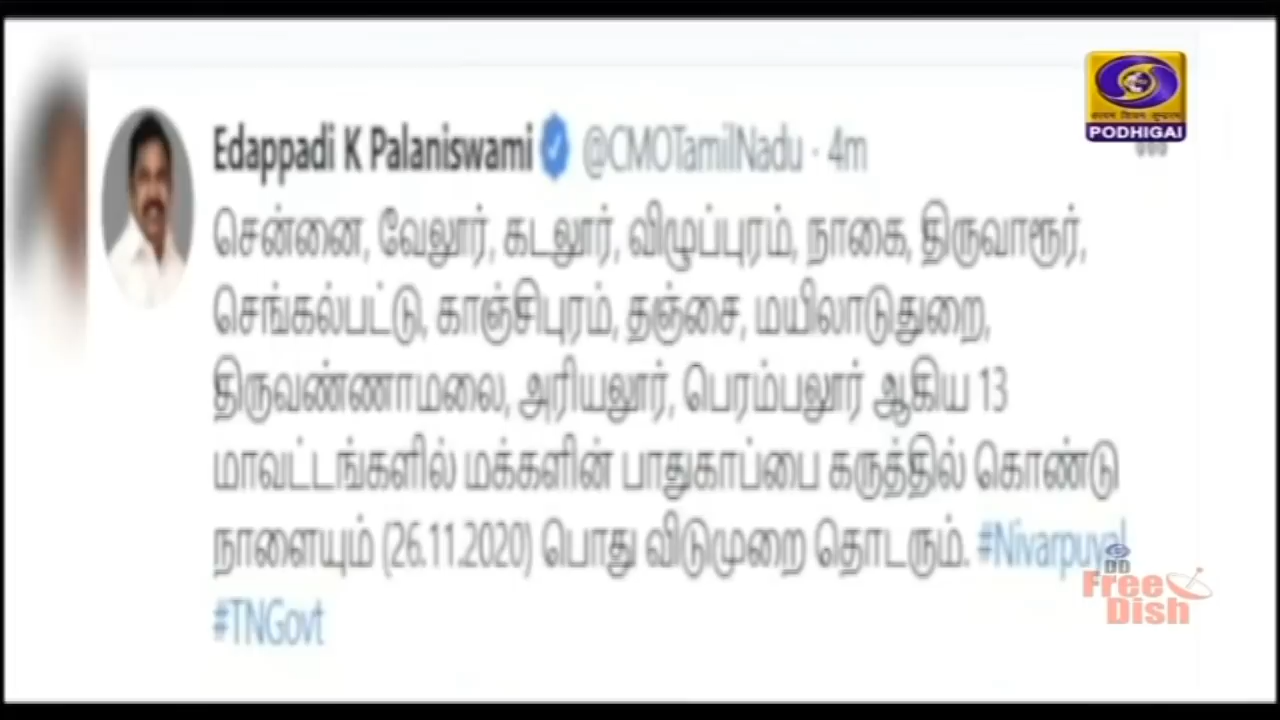 PODHIGAI
Edappadi K Palaniswami @CMOTamilNadu · 4m
சென்னை, வேலூர், கடலூர், விழுப்புரம், நாகை, திருவாரூர்,
செங்கல்பட்டு, காஞ்சிபுரம், தஞ்சை, மயிலாடுதுறை,
திருவண்ணாமலை, அரியலூர், பெரம்பலூர் ஆகிய 13
மாவட்டங்களில் மக்களின் பாதுகாப்பை கருத்தில் கொண்டு
நாளையும் (26.11.2020) பொது விடுமுறை தொடரும். #Nivarpuyal
#TNGovt
DD
Free
Dish